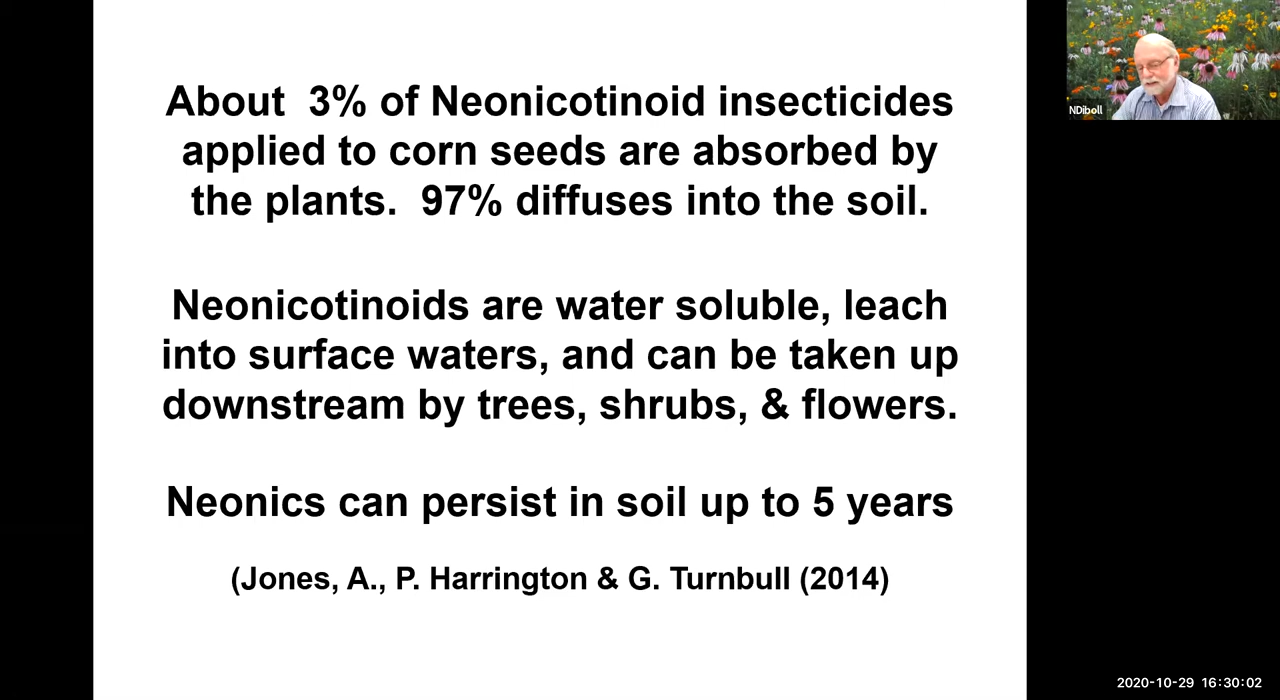 About 3% of Neonicotinoid insecticides
applied to corn seeds are absorbed by
the plants. 97% diffuses into the soil.
Neonicotinoids are water soluble, leach
into surface waters, and can be taken up
downstream by trees, shrubs, & flowers.
Neonics can persist in soil up to 5 years
(Jones, A., P. Harrington & G. Turnbull (2014)
NDiboll
2020-10-29 16:30:02